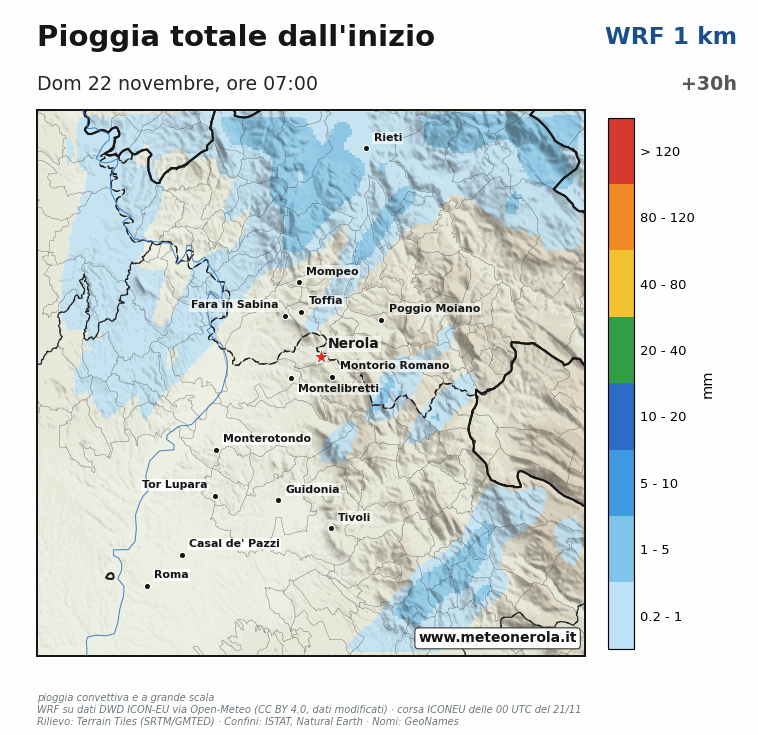 Pioggia totale dall'inizio
WRF 1 km
Dom 22 novembre, ore 07:00
+30h
Rieti
Mompeo
Fara in Sabina
Toffia
Poggio Moiano
Nerola
Montorio Romano
Montelibretti
Monterotondo
Tor Lupara
Guidonia
Tivoli
Casal de' Pazzi
Roma
www.meteonerola.it
> 120
80 - 120
40 - 80
20 - 40
10 - 20
5 - 10
1 - 5
0.2 - 1
mm
pioggia convettiva e a grande scala
WRF su dati DWD ICON-EU via Open-Meteo (CC BY 4.0, dati modificati) · corsa ICONEU delle 00 UTC del 21/11
Rilievo: Terrain Tiles (SRTM/GMTED) · Confini: ISTAT, Natural Earth · Nomi: GeoNames